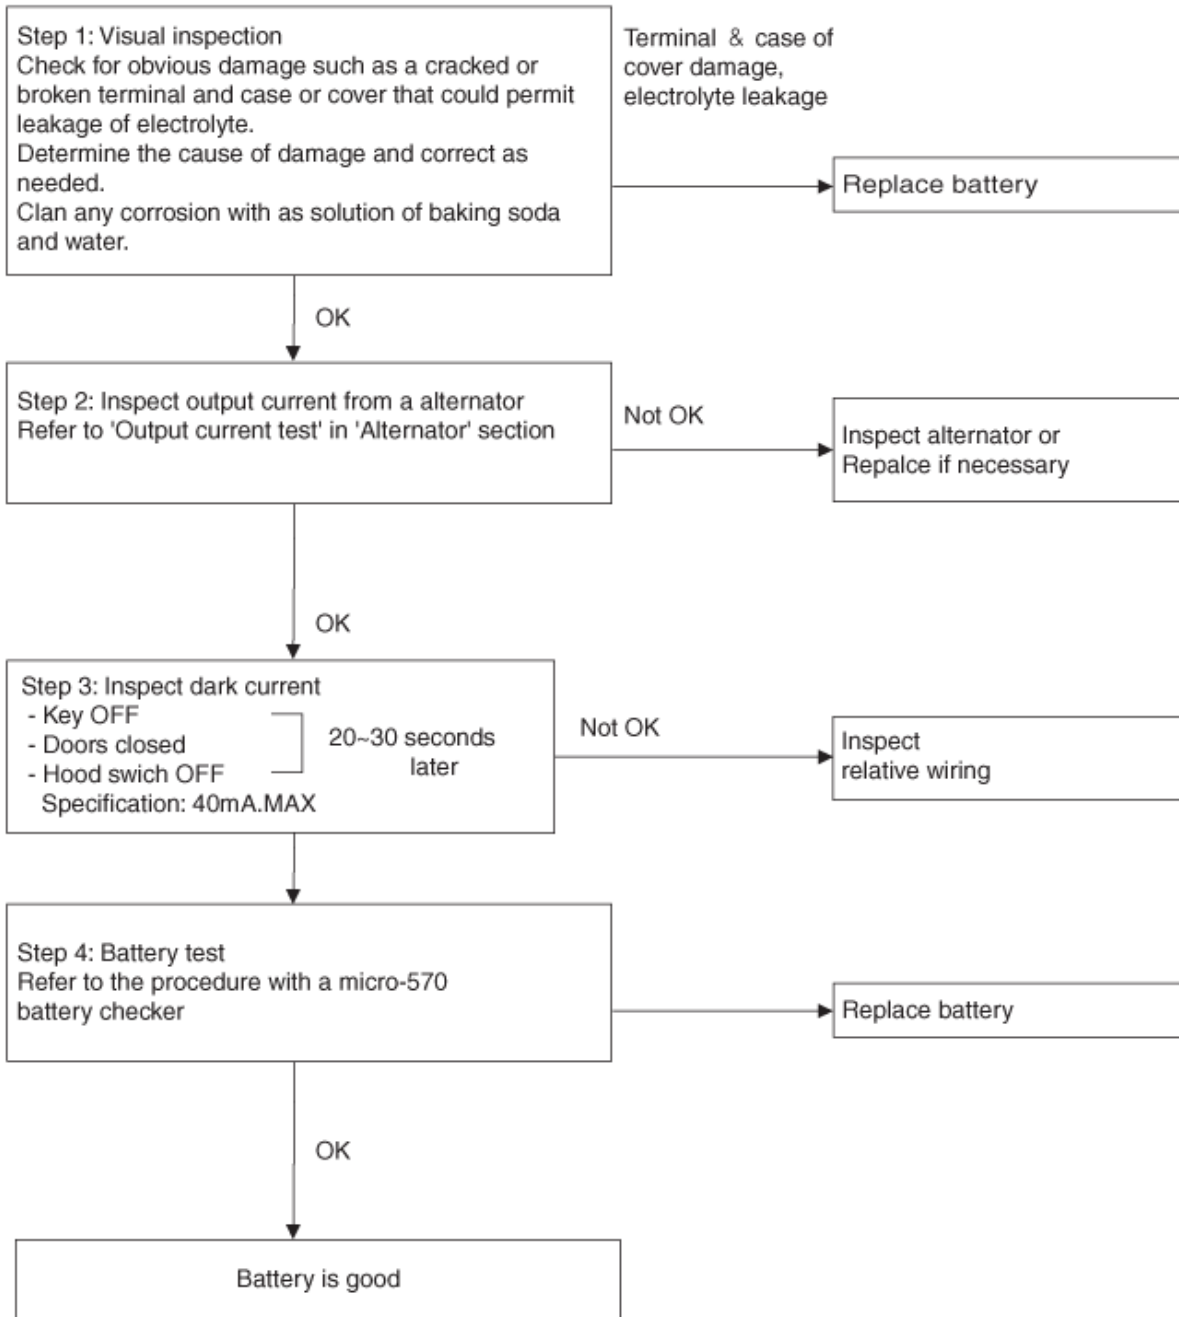 Step 1: Visual inspection
Check for obvious damage such as a cracked or
broken terminal and case or cover that could permit
leakage of electrolyte.
Determine the cause of damage and correct as
needed.
Clan any corrosion with as solution of baking soda
and water.
Terminal & case of
cover damage,
electrolyte leakage
Replace battery
OK
Step 2: Inspect output current from a alternator
Refer to 'Output current test' in 'Alternator' section
Not OK
Inspect alternator or
Repalce if necessary
OK
Step 3: Inspect dark current
- Key OFF
- Doors closed
- Hood swich OFF
20~30 seconds
later
Specification: 40mA.MAX
Not OK
Inspect
relative wiring
Step 4: Battery test
Refer to the procedure with a micro-570
battery checker
Replace battery
OK
Battery is good